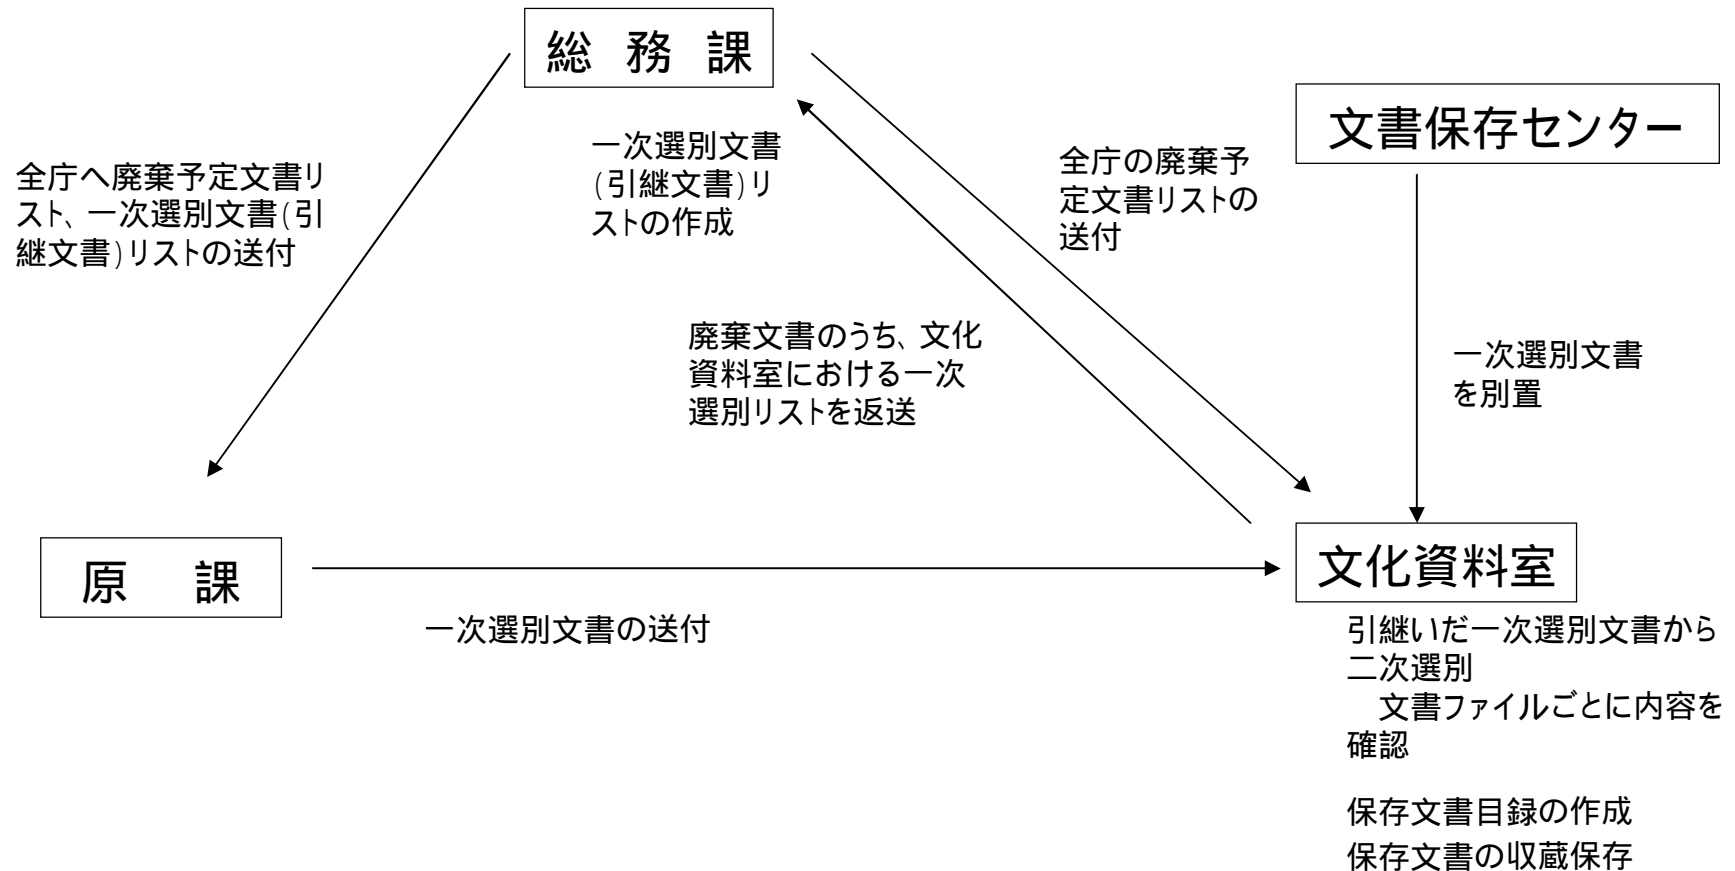 総 務 課
文書保存センター
全庁へ廃棄予定文書リ
スト、一次選別文書(引
継文書)リストの送付
一次選別文書
(引継文書)リ
ストの作成
全庁の廃棄予
定文書リストの
送付
廃棄文書のうち、文化
資料室における一次
選別リストを返送
一次選別文書
を別置
原 課
一次選別文書の送付
文化資料室
引継いだ一次選別文書から
二次選別
文書ファイルごとに内容を
確認
保存文書目録の作成
保存文書の収蔵保存